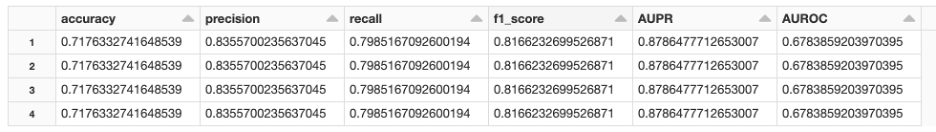 accuracy precision recall f1_score AUPR AUROC
1 0.7176332741648539 0.8355700235637045 0.7985167092600194 0.8166232699526871 0.8786477712653007 0.6783859203970395
2 0.7176332741648539 0.8355700235637045 0.7985167092600194 0.8166232699526871 0.8786477712653007 0.6783859203970395
3 0.7176332741648539 0.8355700235637045 0.7985167092600194 0.8166232699526871 0.8786477712653007 0.6783859203970395
4 0.7176332741648539 0.8355700235637045 0.7985167092600194 0.8166232699526871 0.8786477712653007 0.6783859203970395